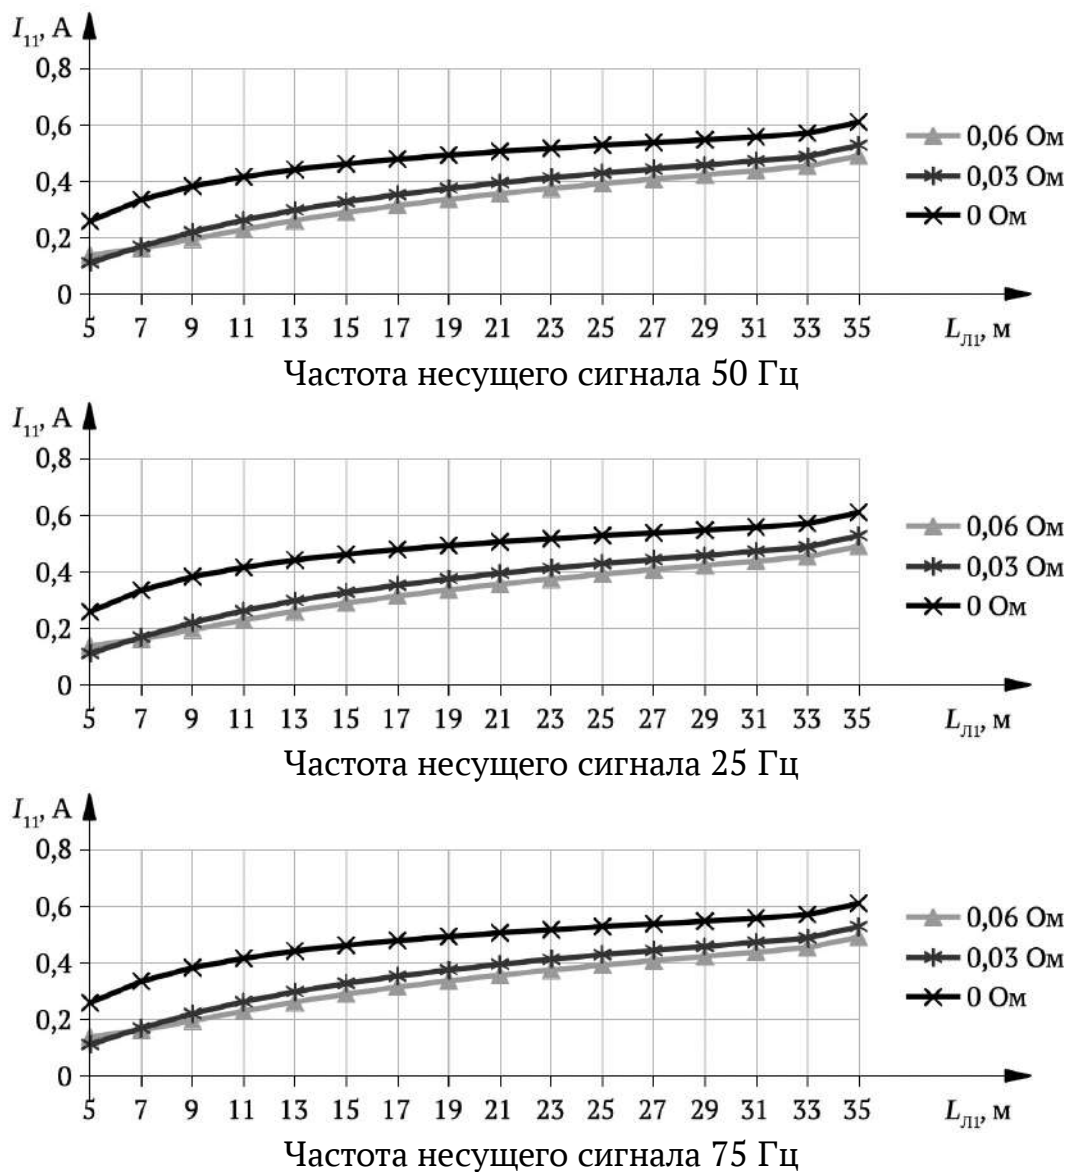 I₁₁, А
0,8
0,6
0,4
0,2
0
5 7 9 11 13 15 17 19 21 23 25 27 29 31 33 35 L_Л1, м
0,06 Ом
0,03 Ом
0 Ом
Частота несущего сигнала 50 Гц
I₁₁, А
0,8
0,6
0,4
0,2
0
5 7 9 11 13 15 17 19 21 23 25 27 29 31 33 35 L_Л1, м
0,06 Ом
0,03 Ом
0 Ом
Частота несущего сигнала 25 Гц
I₁₁, А
0,8
0,6
0,4
0,2
0
5 7 9 11 13 15 17 19 21 23 25 27 29 31 33 35 L_Л1, м
0,06 Ом
0,03 Ом
0 Ом
Частота несущего сигнала 75 Гц